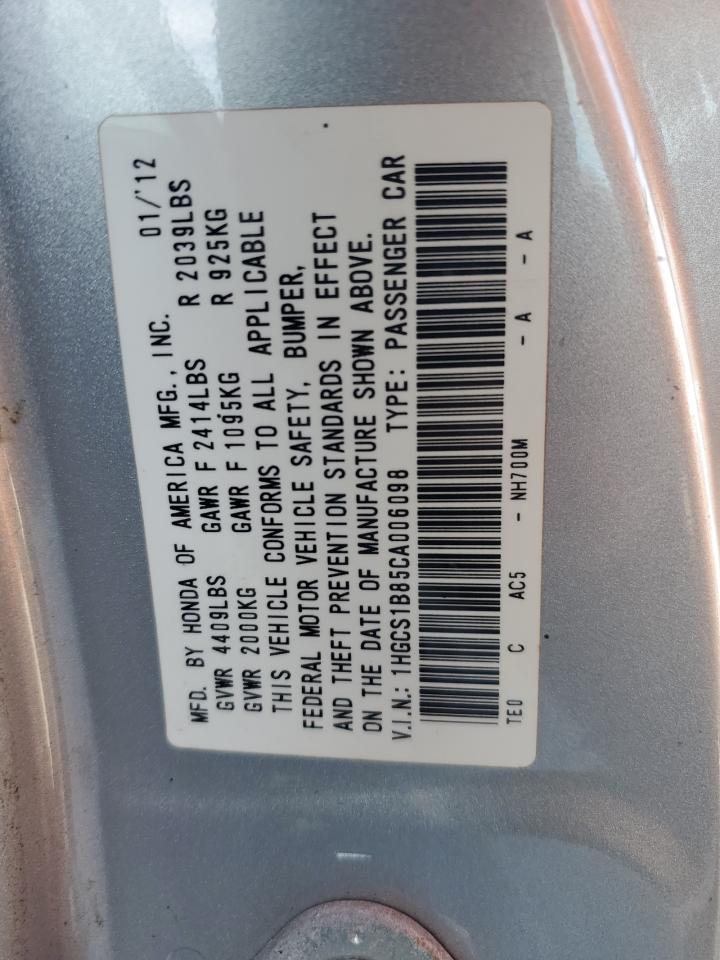 MFD. BY HONDA OF AMERICA MFG., INC. 01/'12
GVWR 4409LBS GAWR F 2414LBS R 2039LBS
GVWR 2000KG GAWR F 1095KG R 925KG
THIS VEHICLE CONFORMS TO ALL APPLICABLE
FEDERAL MOTOR VEHICLE SAFETY, BUMPER,
AND THEFT PREVENTION STANDARDS IN EFFECT
ON THE DATE OF MANUFACTURE SHOWN ABOVE.
V.I.N.: 1HGCS1B85CA006098 TYPE: PASSENGER CAR
TE0 C AC5 - NH700M - A - A